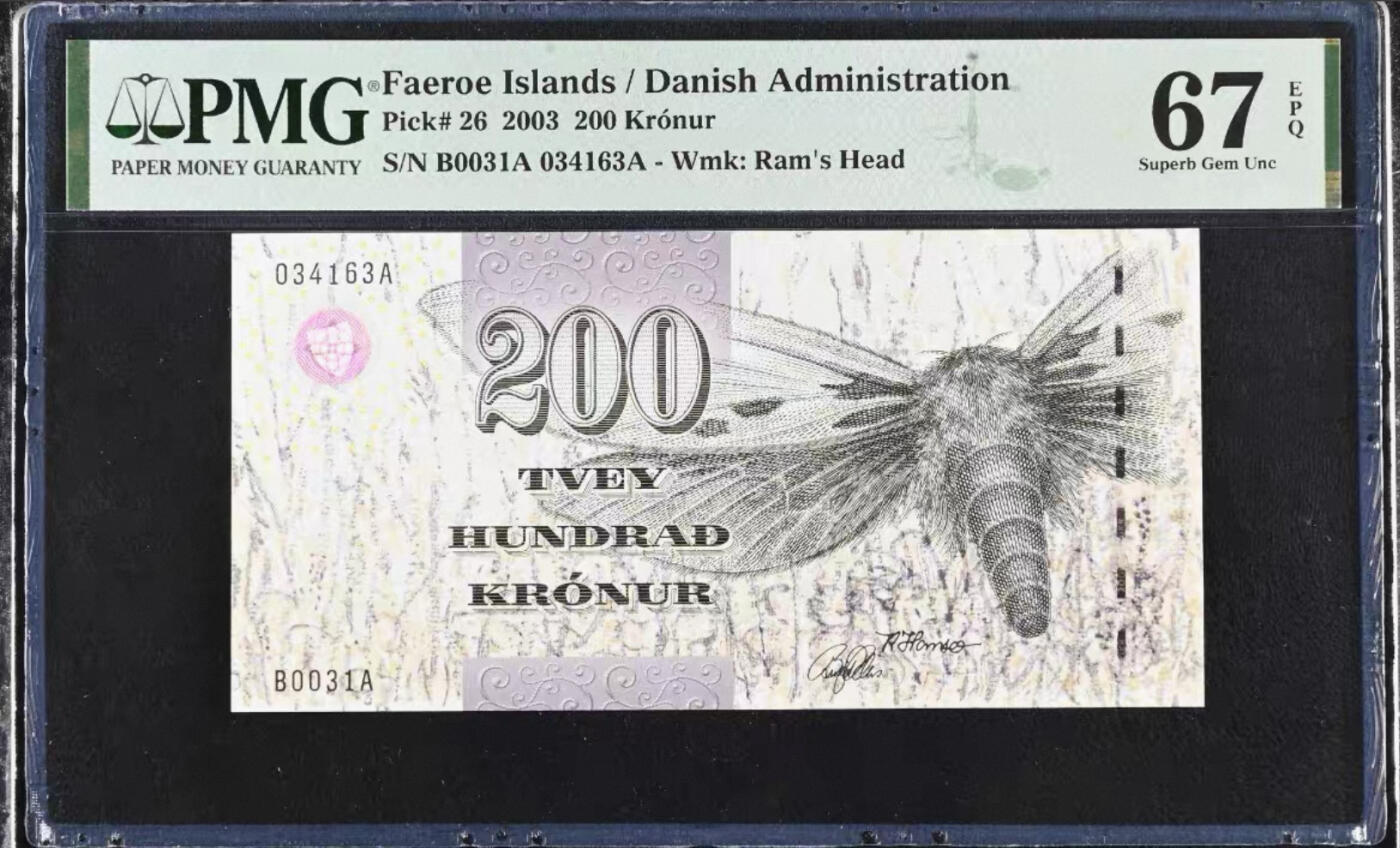 PMG®
PAPER MONEY GUARANTY
Faeroe Islands / Danish Administration
Pick# 26 2003 200 Krónur
S/N B0031A 034163A - Wmk: Ram's Head
67
EPQ
Superb Gem Unc
034163A
200
TVEY
HUNDRAÐ
KRÓNUR
B0031A